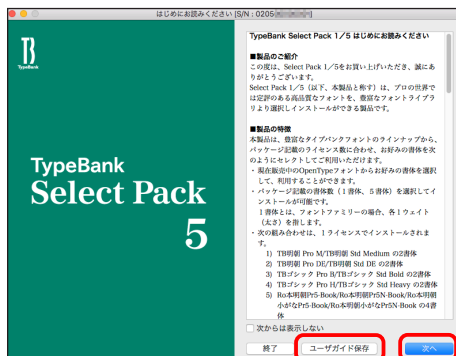 はじめにお読みください [S/N : 0205
TB
TypeBank
TypeBank
Select Pack
5
TypeBank Select Pack 1／5 はじめにお読みください
■製品のご紹介
この度は、Select Pack 1／5をお買い上げいただき、誠にあ
りがとうございます。
Select Pack 1／5（以下、本製品と称す）は、プロの世界で
は定評のある高品質なフォントを、豊富なフォントライブラ
リより選択しインストールができる製品です。
■製品の特徴
本製品は、豊富なタイプバンクフォントのラインナップから、
パッケージ記載のライセンス数に合わせ、お好みの書体を次
のようにセレクトしてご利用いただけます。
・現在販売中のOpenTypeフォントからお好みの書体を選択
して、利用することができます。
・パッケージ記載の書体数（１書体、５書体）を選択してイ
ンストールが可能です。
１書体とは、フォントファミリーの場合、各１ウェイト
（太さ）を指します。
・次の組み合わせは、１ライセンスでインストールされま
す。
1) TB明朝 Pro M/TB明朝 Std Medium の2書体
2) TB明朝 Pro DE/TB明朝 Std DE の2書体
3) TBゴシック Pro B/TBゴシック Std Bold の2書体
4) TBゴシック Pro H/TBゴシック Std Heavy の2書体
5) Ro本明朝Pr5-Book/Ro本明朝Pr5N-Book/Ro本明朝
小がなPr5-Book/Ro本明朝小がなPr5N-Book の4書
体
次からは表示しない
終了
ユーザガイド保存
次へ